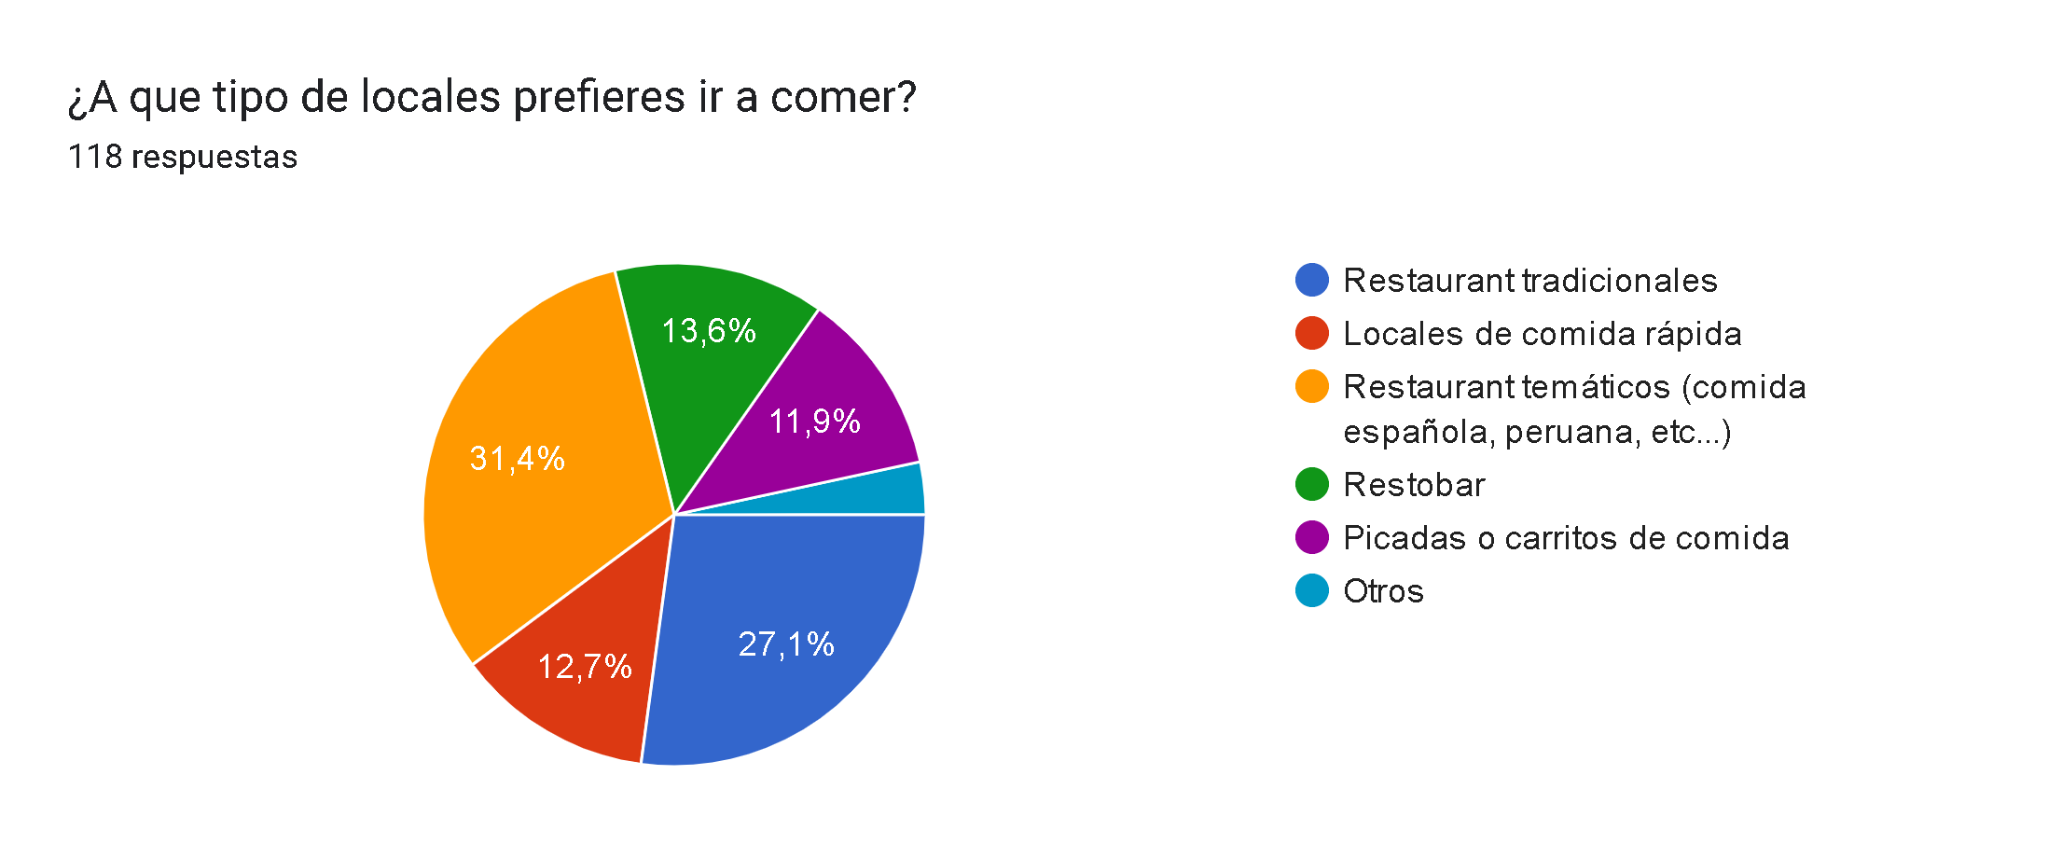 ¿A que tipo de locales prefieres ir a comer?
118 respuestas
13,6%
11,9%
31,4%
12,7%
27,1%
Restaurant tradicionales
Locales de comida rápida
Restaurant temáticos (comida
española, peruana, etc...)
Restobar
Picadas o carritos de comida
Otros